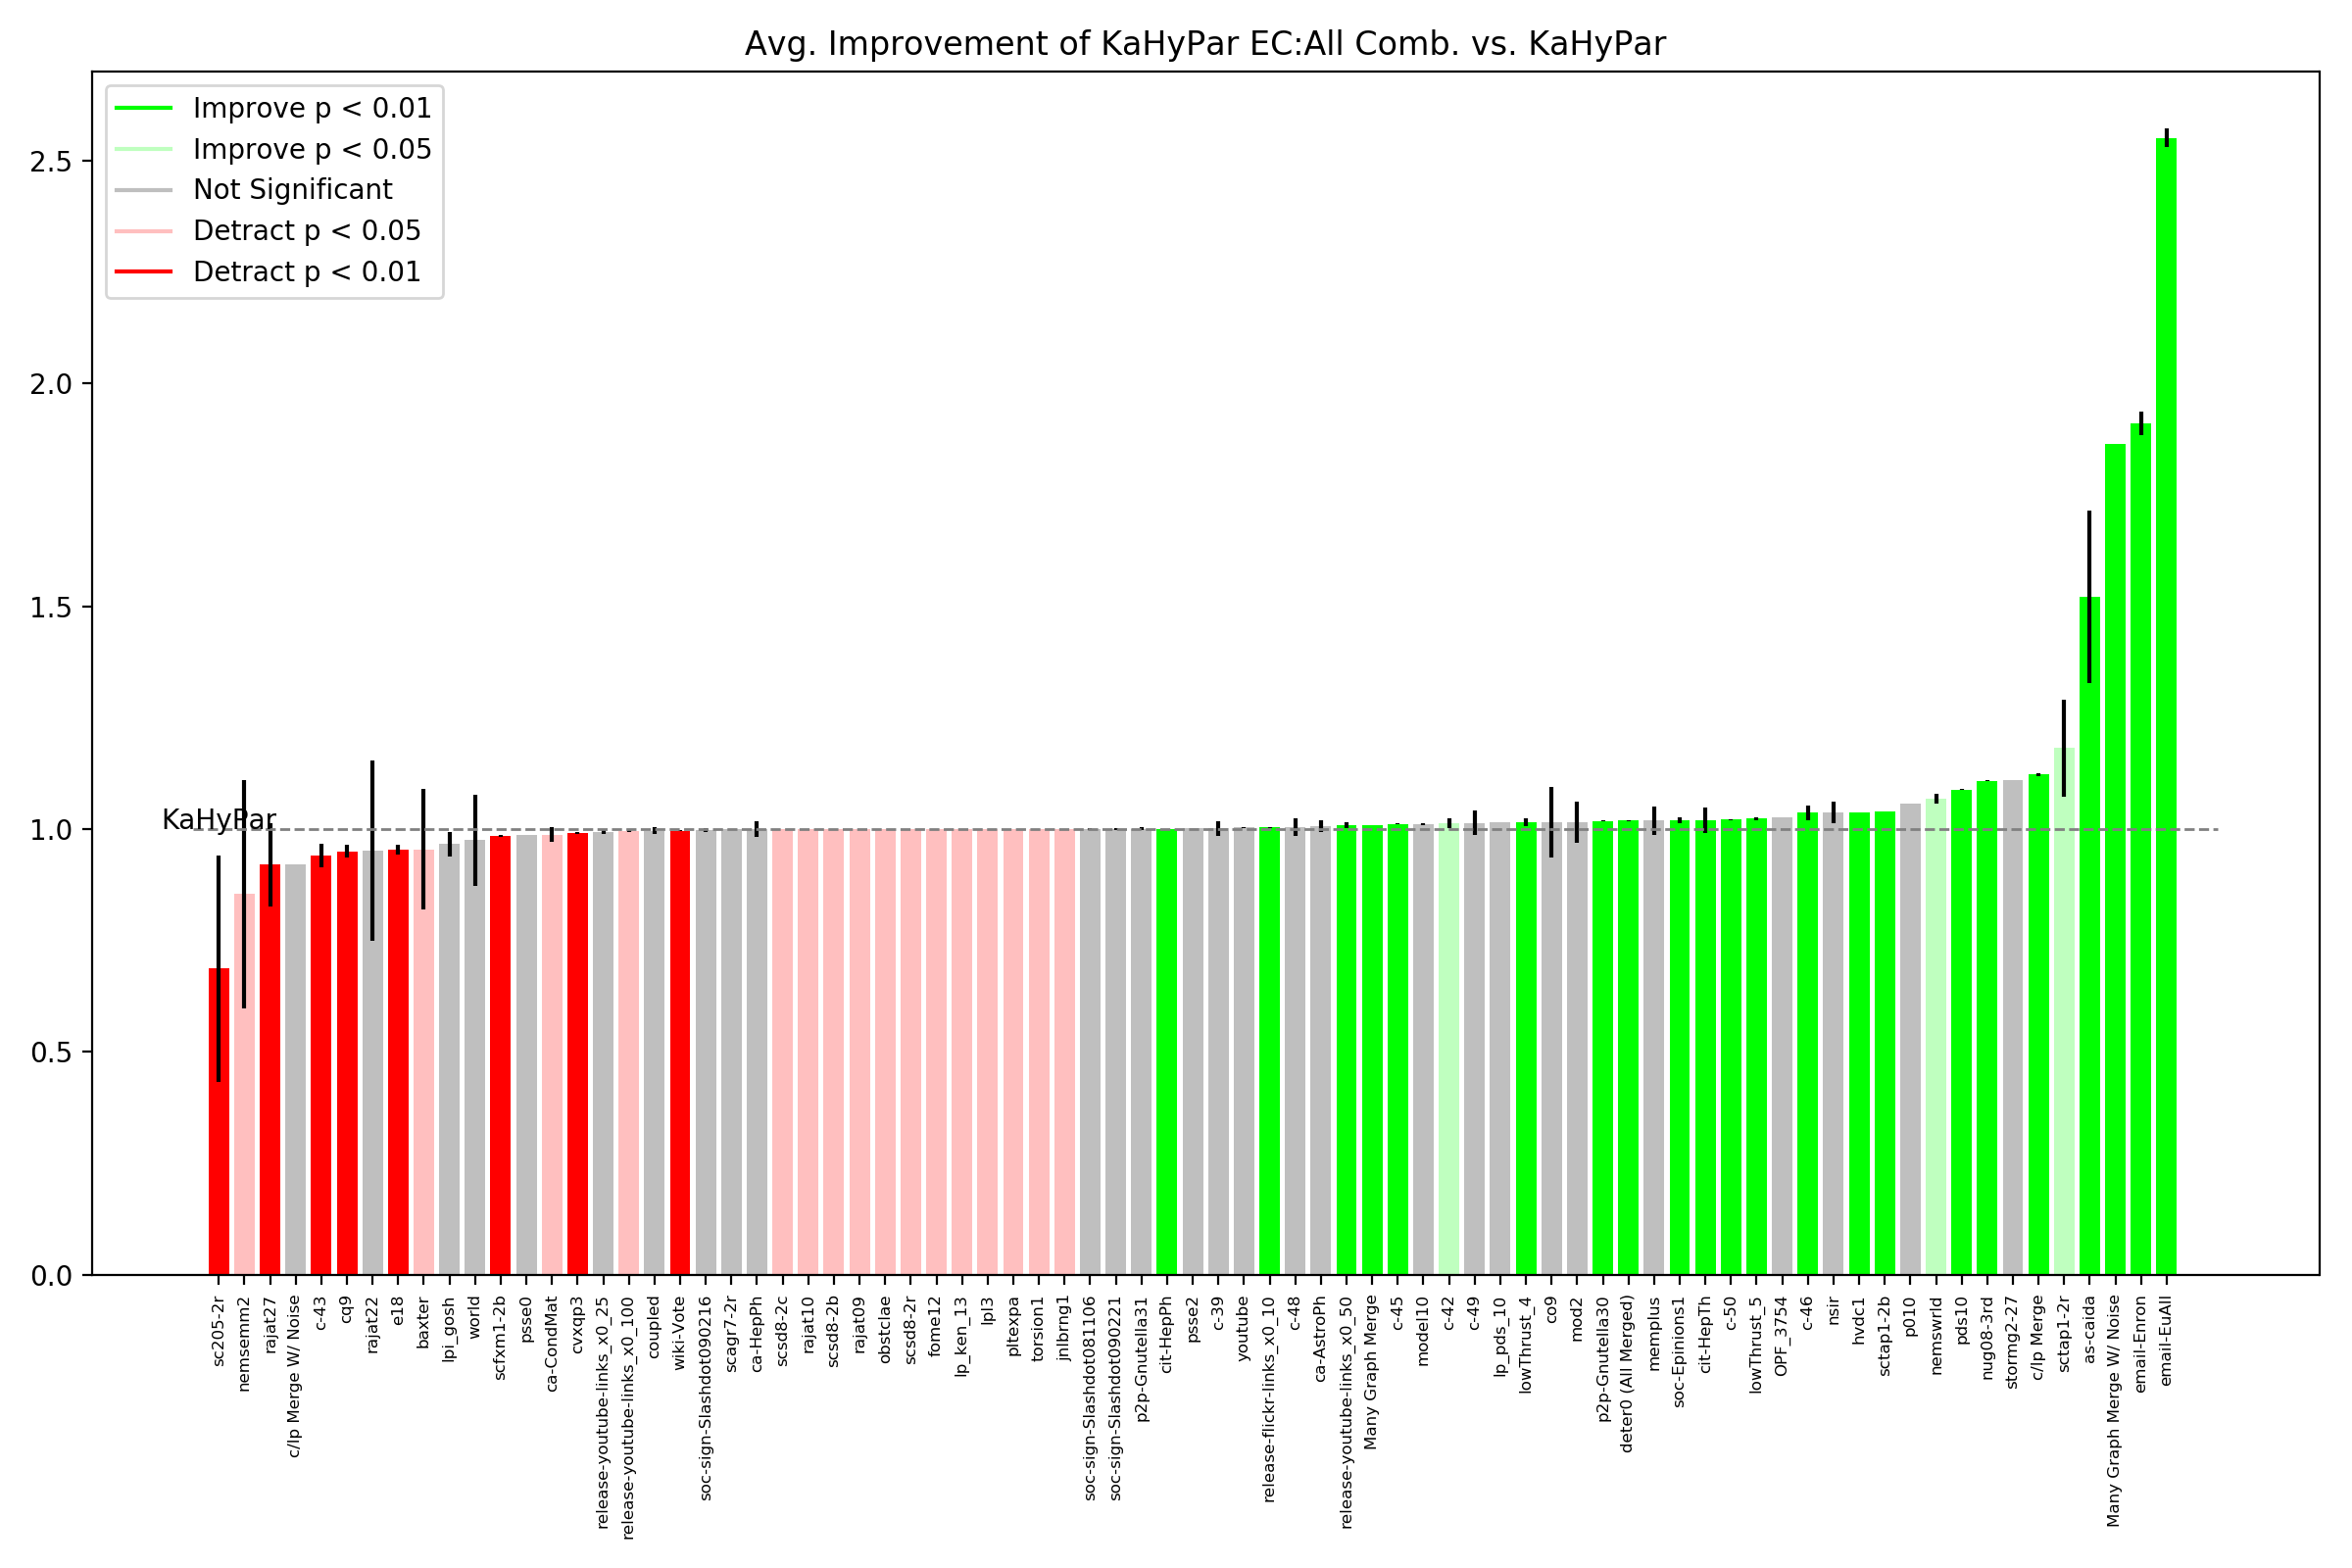 Avg. Improvement of KaHyPar EC:All Comb. vs. KaHyPar
Improve p < 0.01
Improve p < 0.05
Not Significant
Detract p < 0.05
Detract p < 0.01
2.5
2.0
1.5
1.0
0.5
0.0
KaHyPar
sc205-2r
nemsemm2
rajat27
c/lp Merge W/ Noise
c-43
cq9
rajat22
e18
baxter
lpi_gosh
world
scfxm1-2b
psse0
ca-CondMat
cvxqp3
release-youtube-links_x0_25
release-youtube-links_x0_100
coupled
wiki-Vote
soc-sign-Slashdot090216
scagr7-2r
ca-HepPh
scsd8-2c
rajat10
scsd8-2b
rajat09
obstclae
scsd8-2r
fome12
lp_ken_13
lpl3
pltexpa
torsion1
jnlbrng1
soc-sign-Slashdot081106
soc-sign-Slashdot090221
p2p-Gnutella31
cit-HepPh
psse2
c-39
youtube
release-flickr-links_x0_10
c-48
ca-AstroPh
release-youtube-links_x0_50
Many Graph Merge
c-45
model10
c-42
c-49
lp_pds_10
lowThrust_4
co9
mod2
p2p-Gnutella30
deter0 (All Merged)
memplus
soc-Epinions1
cit-HepTh
c-50
lowThrust_5
OPF_3754
c-46
nsir
hvdc1
sctap1-2b
p010
nemswrld
pds10
nug08-3rd
stormg2-27
c/lp Merge
sctap1-2r
as-caida
Many Graph Merge W/ Noise
email-Enron
email-EuAll